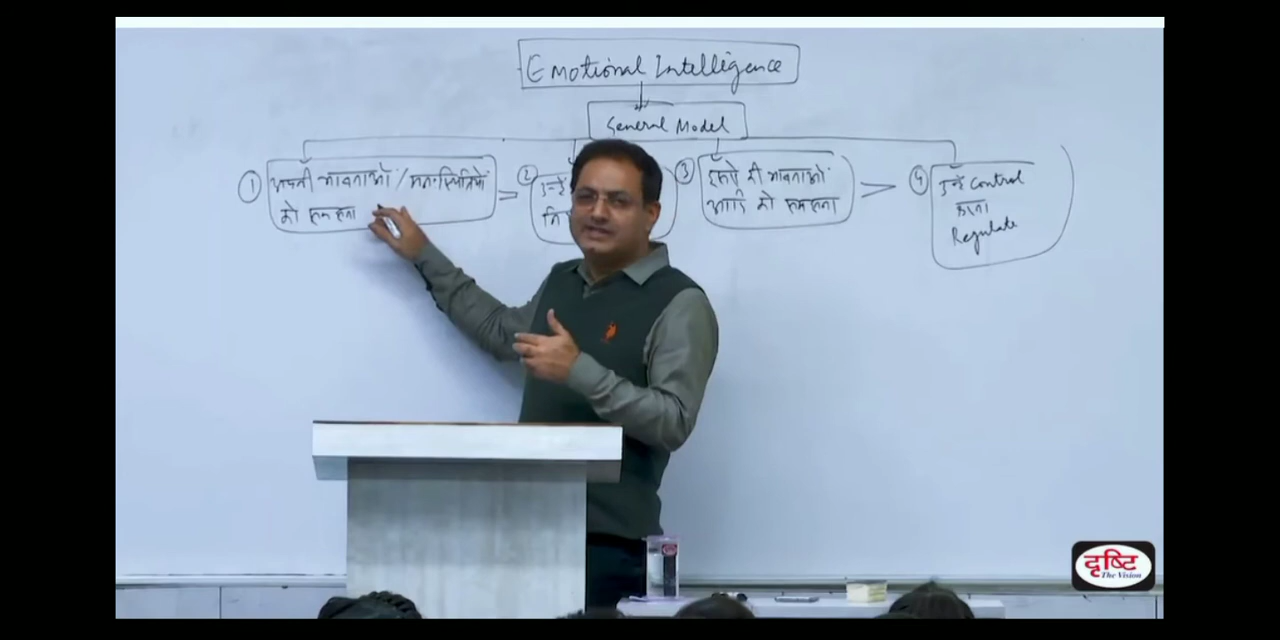 Emotional Intelligence
General Model
① अपनी भावनाओं / मनःस्थितियों
को समझना
② उन्हें
③ दूसरों की भावनाओं
आदि को समझना
④ उन्हें Control
करना
Regulate
दृष्टि
The Vision